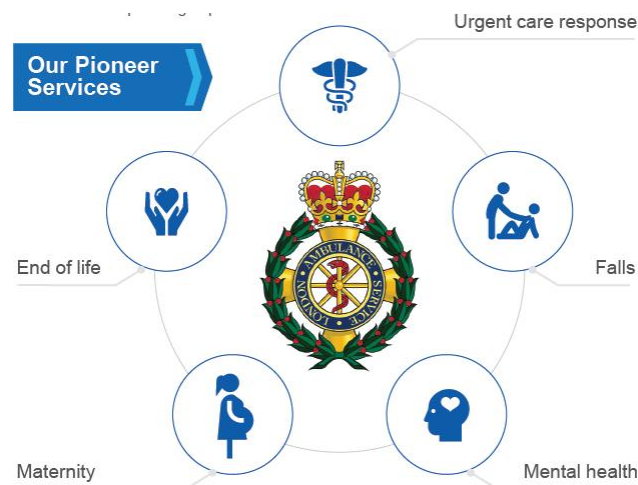 Urgent care response
Our Pioneer
Services
End of life
Falls
LONDON • AMBULANCE • SERVICE •
Maternity
Mental health